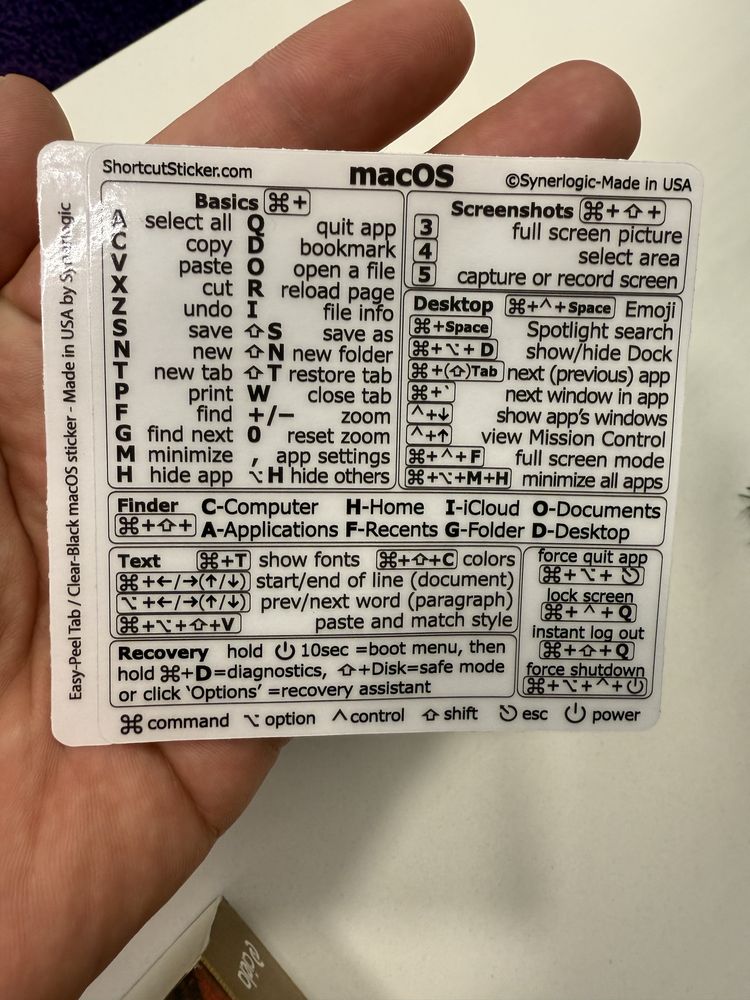 ShortcutSticker.com macOS ©Synerlogic-Made in USA
Easy-Peel Tab / Clear-Black macOS sticker - Made in USA by Synerlogic
Basics ⌘+
A select all Q quit app
C copy D bookmark
V paste O open a file
X cut R reload page
Z undo I file info
S save ⇧S save as
N new ⇧N new folder
T new tab ⇧T restore tab
P print W close tab
F find +/− zoom
G find next 0 reset zoom
M minimize , app settings
H hide app ⌥H hide others
Screenshots ⌘+⇧+
3 full screen picture
4 select area
5 capture or record screen
Desktop ⌘+^+Space Emoji
⌘+Space Spotlight search
⌘+⌥+D show/hide Dock
⌘+(⇧)Tab next (previous) app
⌘+` next window in app
^+↓ show app's windows
^+↑ view Mission Control
⌘+^+F full screen mode
⌘+⌥+M+H minimize all apps
Finder C-Computer H-Home I-iCloud O-Documents
⌘+⇧+ A-Applications F-Recents G-Folder D-Desktop
Text ⌘+T show fonts ⌘+⇧+C colors
⌘+←/→(↑/↓) start/end of line (document)
⌥+←/→(↑/↓) prev/next word (paragraph)
⌘+⌥+⇧+V paste and match style
force quit app
⌘+⌥+⎋
lock screen
⌘+^+Q
instant log out
⌘+⇧+Q
force shutdown
⌘+⌥+^+⏻
Recovery hold ⏻ 10sec =boot menu, then
hold ⌘+D=diagnostics, ⇧+Disk=safe mode
or click 'Options' =recovery assistant
⌘ command ⌥ option ^ control ⇧ shift ⎋ esc ⏻ power